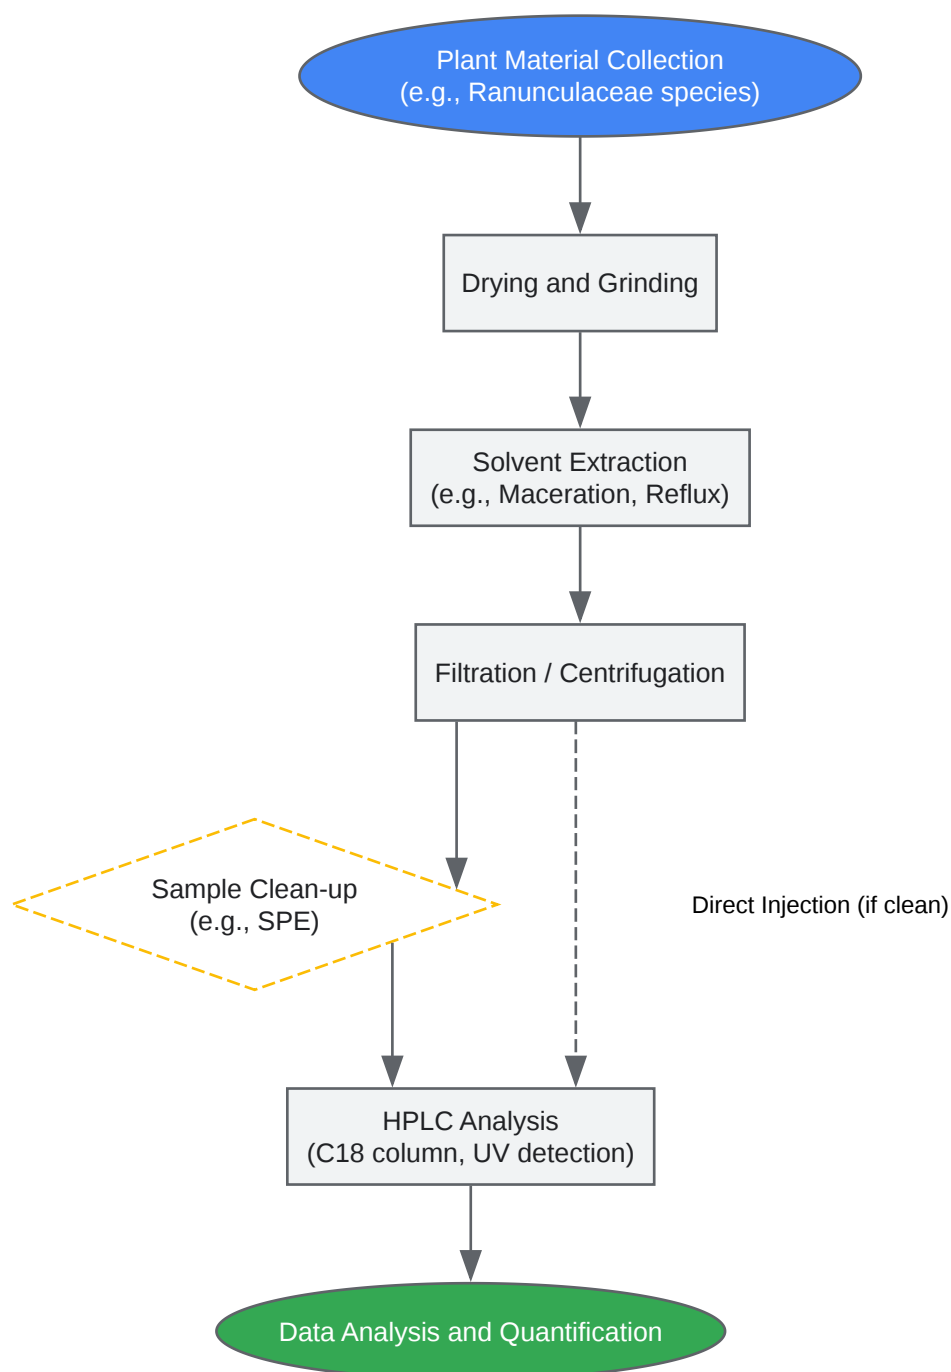 Plant Material Collection
(e.g., Ranunculaceae species)
Drying and Grinding
Solvent Extraction
(e.g., Maceration, Reflux)
Filtration / Centrifugation
Sample Clean-up
(e.g., SPE)
Direct Injection (if clean)
HPLC Analysis
(C18 column, UV detection)
Data Analysis and Quantification